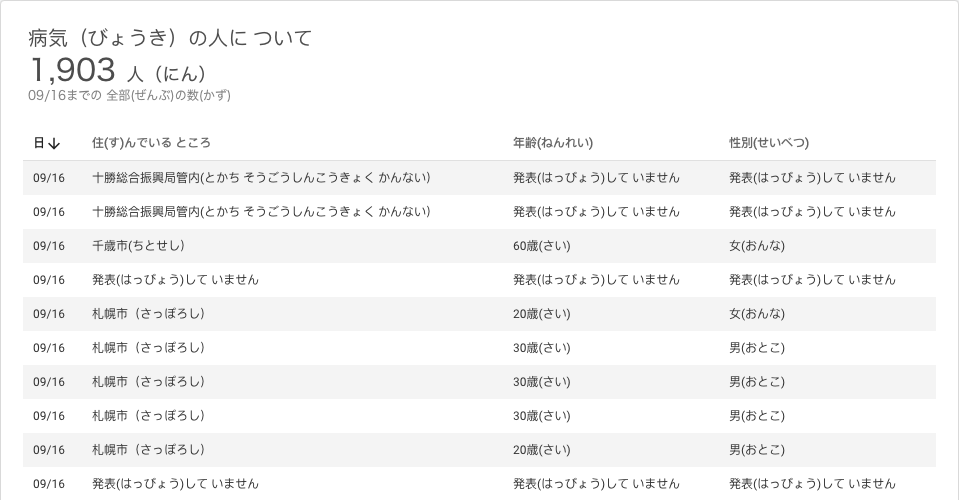 病気（びょうき）の人に ついて
1,903 人（にん）
09/16までの 全部(ぜんぶ)の数(かず)
日↓ 住(す)んでいる ところ 年齢(ねんれい) 性別(せいべつ)
09/16 十勝総合振興局管内(とかち そうごうしんこうきょく かんない） 発表(はっぴょう)して いません 発表(はっぴょう)して いません
09/16 十勝総合振興局管内(とかち そうごうしんこうきょく かんない） 発表(はっぴょう)して いません 発表(はっぴょう)して いません
09/16 千歳市(ちとせし） 60歳(さい) 女(おんな)
09/16 発表(はっぴょう)して いません 発表(はっぴょう)して いません 発表(はっぴょう)して いません
09/16 札幌市（さっぽろし） 20歳(さい) 女(おんな)
09/16 札幌市（さっぽろし） 30歳(さい) 男(おとこ)
09/16 札幌市（さっぽろし） 30歳(さい) 男(おとこ)
09/16 札幌市（さっぽろし） 30歳(さい) 男(おとこ)
09/16 札幌市（さっぽろし） 20歳(さい) 男(おとこ)
09/16 発表(はっぴょう)して いません 発表(はっぴょう)して いません 発表(はっぴょう)して いません